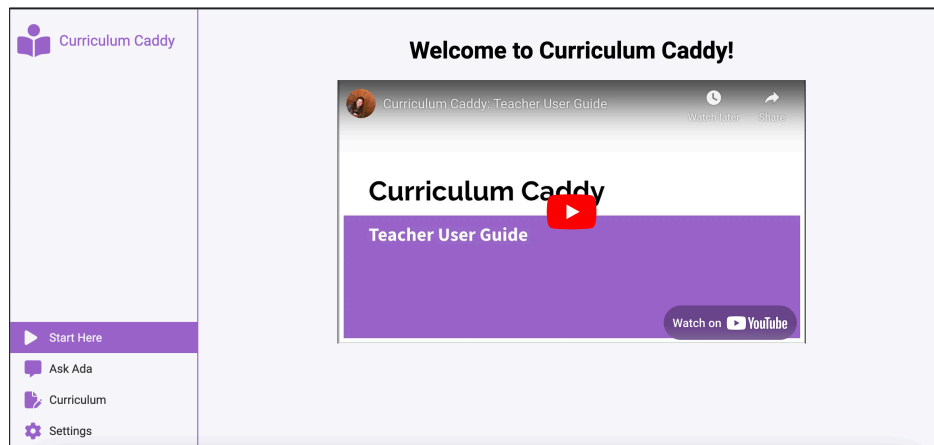 Curriculum Caddy
Welcome to Curriculum Caddy!
Curriculum Caddy: Teacher User Guide
Watch later
Share
Curriculum Caddy
Teacher User Guide
Watch on YouTube
Start Here
Ask Ada
Curriculum
Settings